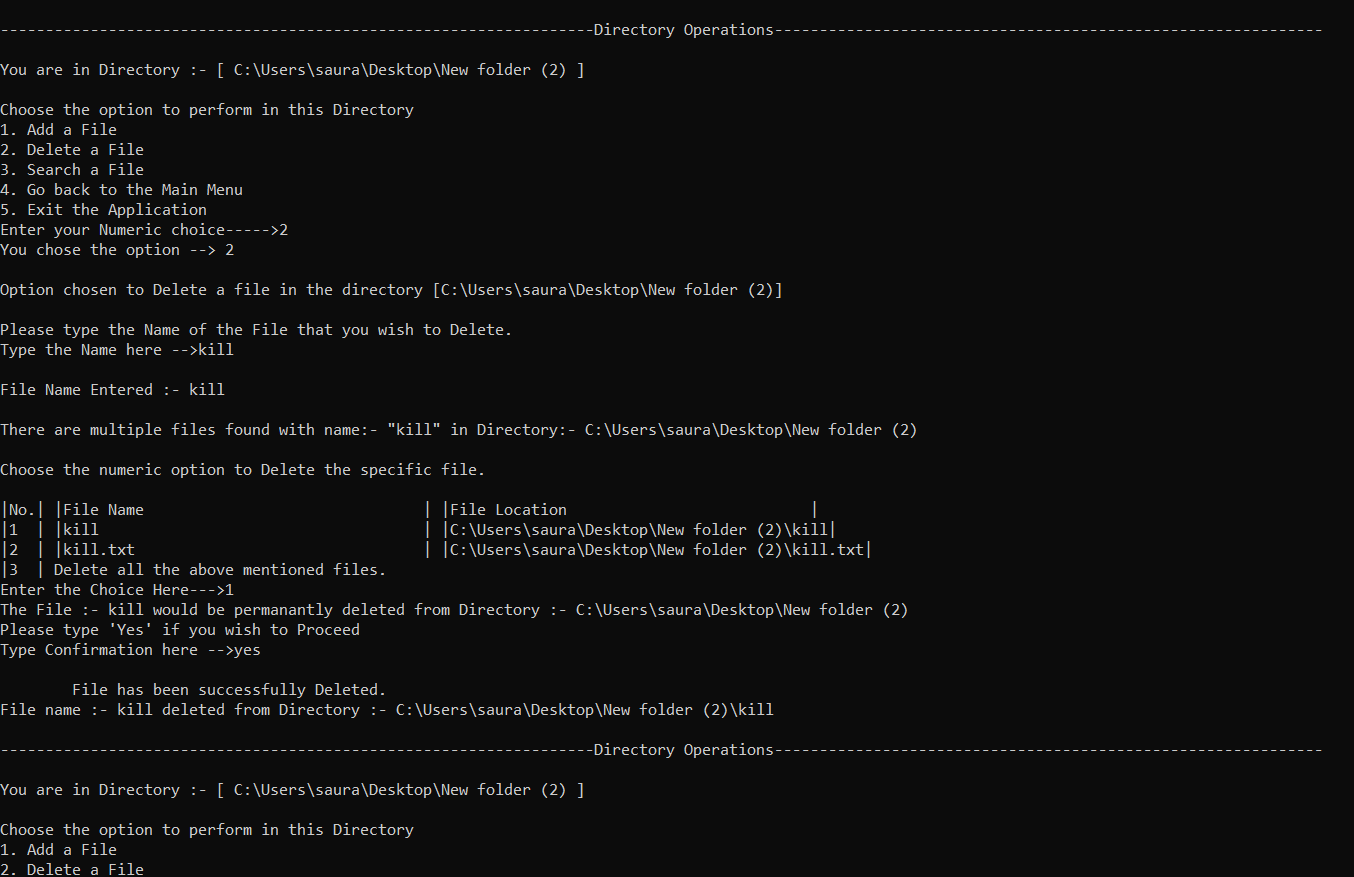 ------------------------------------------------------------------Directory Operations-------------------------------------------------------------
You are in Directory :- [ C:\Users\saura\Desktop\New folder (2) ]
Choose the option to perform in this Directory
1. Add a File
2. Delete a File
3. Search a File
4. Go back to the Main Menu
5. Exit the Application
Enter your Numeric choice----->2
You chose the option --> 2
Option chosen to Delete a file in the directory [C:\Users\saura\Desktop\New folder (2)]
Please type the Name of the File that you wish to Delete.
Type the Name here -->kill
File Name Entered :- kill
There are multiple files found with name:- "kill" in Directory:- C:\Users\saura\Desktop\New folder (2)
Choose the numeric option to Delete the specific file.
|No.| |File Name                               | |File Location                           |
|1  | |kill                                    | |C:\Users\saura\Desktop\New folder (2)\kill|
|2  | |kill.txt                                | |C:\Users\saura\Desktop\New folder (2)\kill.txt|
|3  | Delete all the above mentioned files.
Enter the Choice Here--->1
The File :- kill would be permanantly deleted from Directory :- C:\Users\saura\Desktop\New folder (2)
Please type 'Yes' if you wish to Proceed
Type Confirmation here -->yes
        File has been successfully Deleted.
File name :- kill deleted from Directory :- C:\Users\saura\Desktop\New folder (2)\kill
------------------------------------------------------------------Directory Operations-------------------------------------------------------------
You are in Directory :- [ C:\Users\saura\Desktop\New folder (2) ]
Choose the option to perform in this Directory
1. Add a File
2. Delete a File